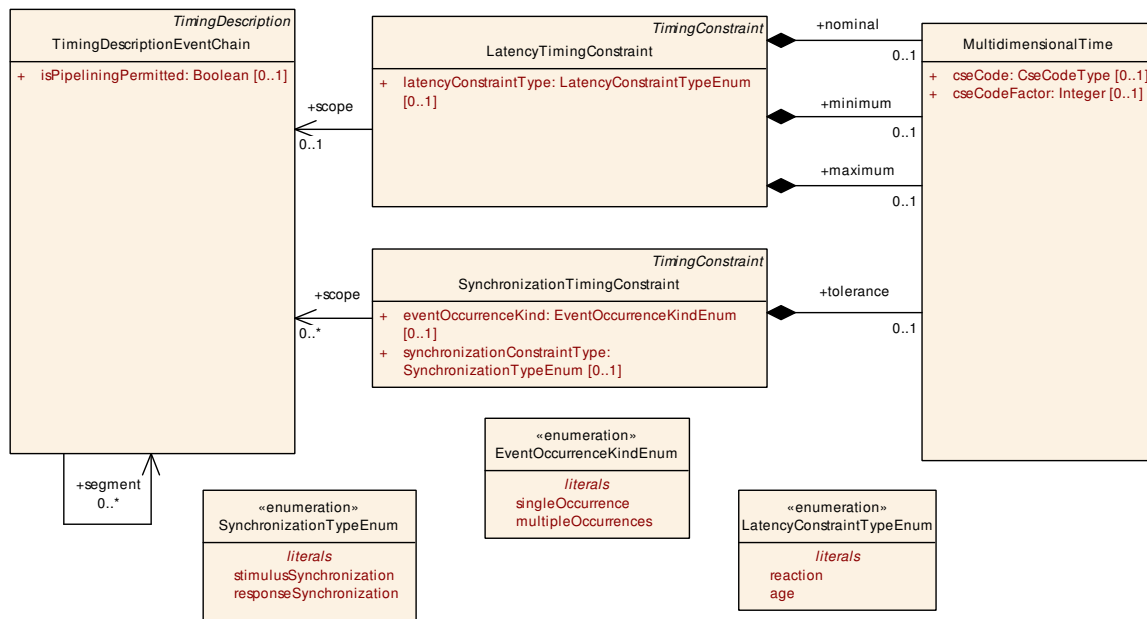 TimingDescription
TimingDescriptionEventChain
+ isPipeliningPermitted: Boolean [0..1]
+scope
0..1
TimingConstraint
LatencyTimingConstraint
+ latencyConstraintType: LatencyConstraintTypeEnum
[0..1]
+nominal
0..1
+minimum
0..1
+maximum
0..1
MultidimensionalTime
+ cseCode: CseCodeType [0..1]
+ cseCodeFactor: Integer [0..1]
+scope
0..*
TimingConstraint
SynchronizationTimingConstraint
+ eventOccurrenceKind: EventOccurrenceKindEnum
[0..1]
+ synchronizationConstraintType:
SynchronizationTypeEnum [0..1]
+tolerance
0..1
+segment
0..*
«enumeration»
SynchronizationTypeEnum
literals
stimulusSynchronization
responseSynchronization
«enumeration»
EventOccurrenceKindEnum
literals
singleOccurrence
multipleOccurrences
«enumeration»
LatencyConstraintTypeEnum
literals
reaction
age